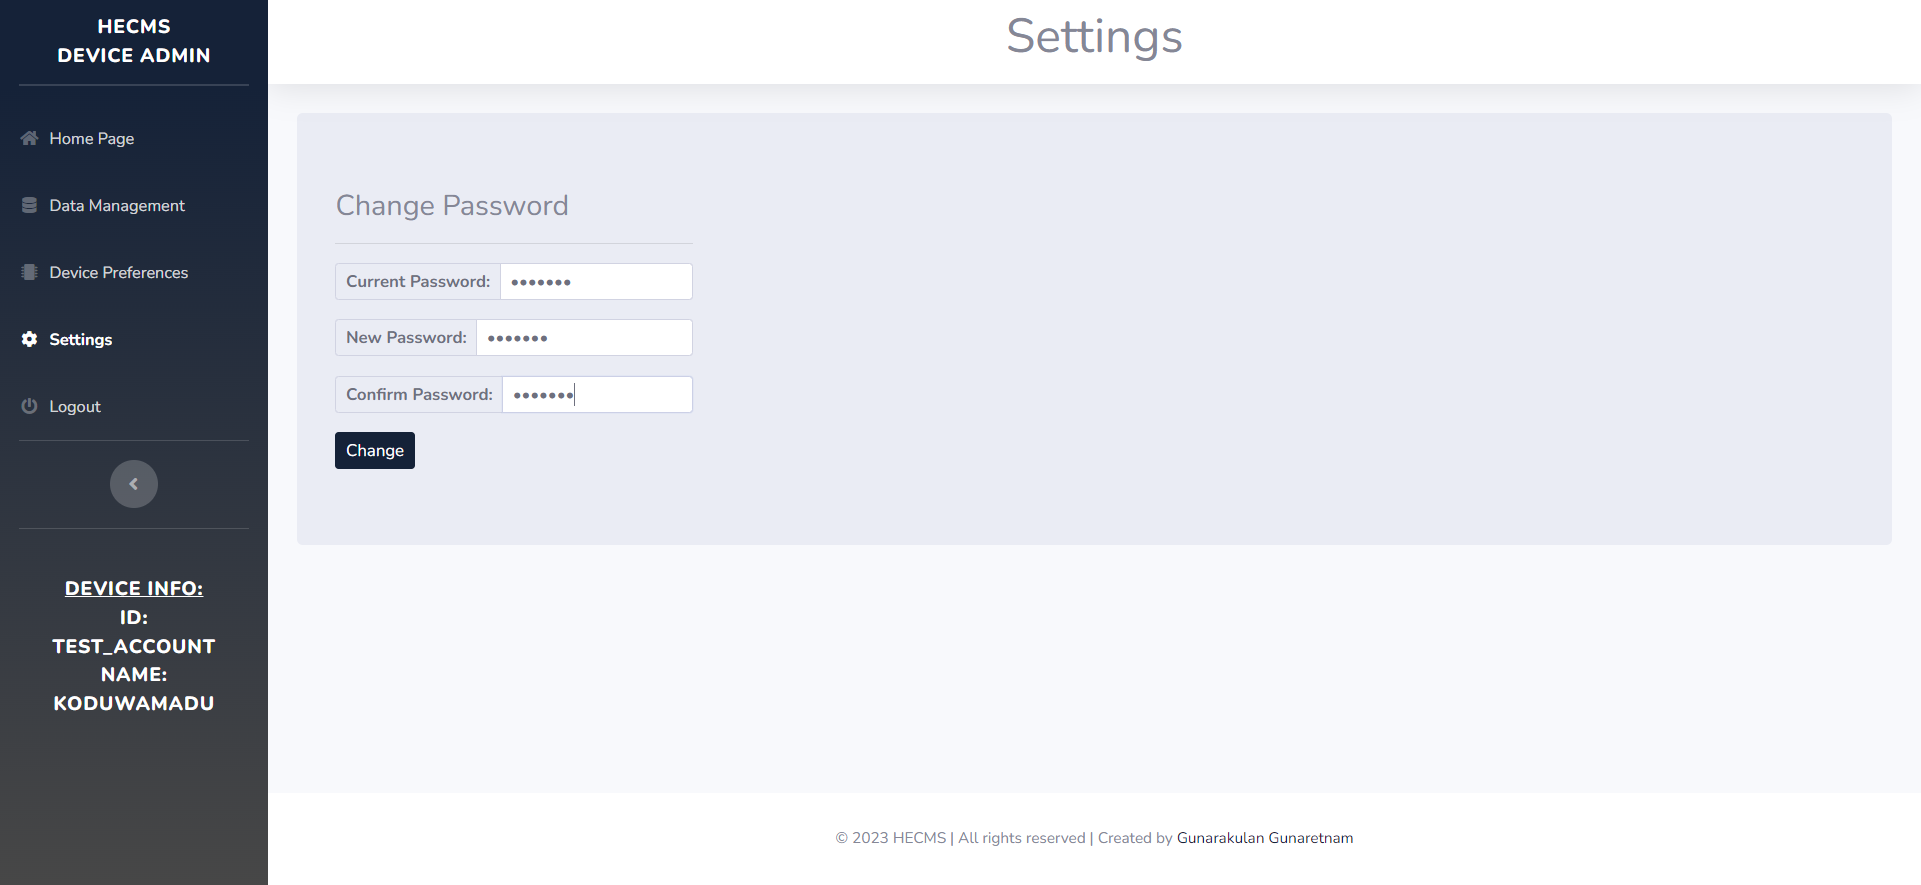 HECMS
DEVICE ADMIN
Home Page
Data Management
Device Preferences
Settings
Logout
DEVICE INFO:
ID:
TEST_ACCOUNT
NAME:
KODUWAMADU
Settings
Change Password
Current Password: •••••••
New Password: •••••••
Confirm Password: •••••••
Change
© 2023 HECMS | All rights reserved | Created by Gunarakulan Gunaretnam